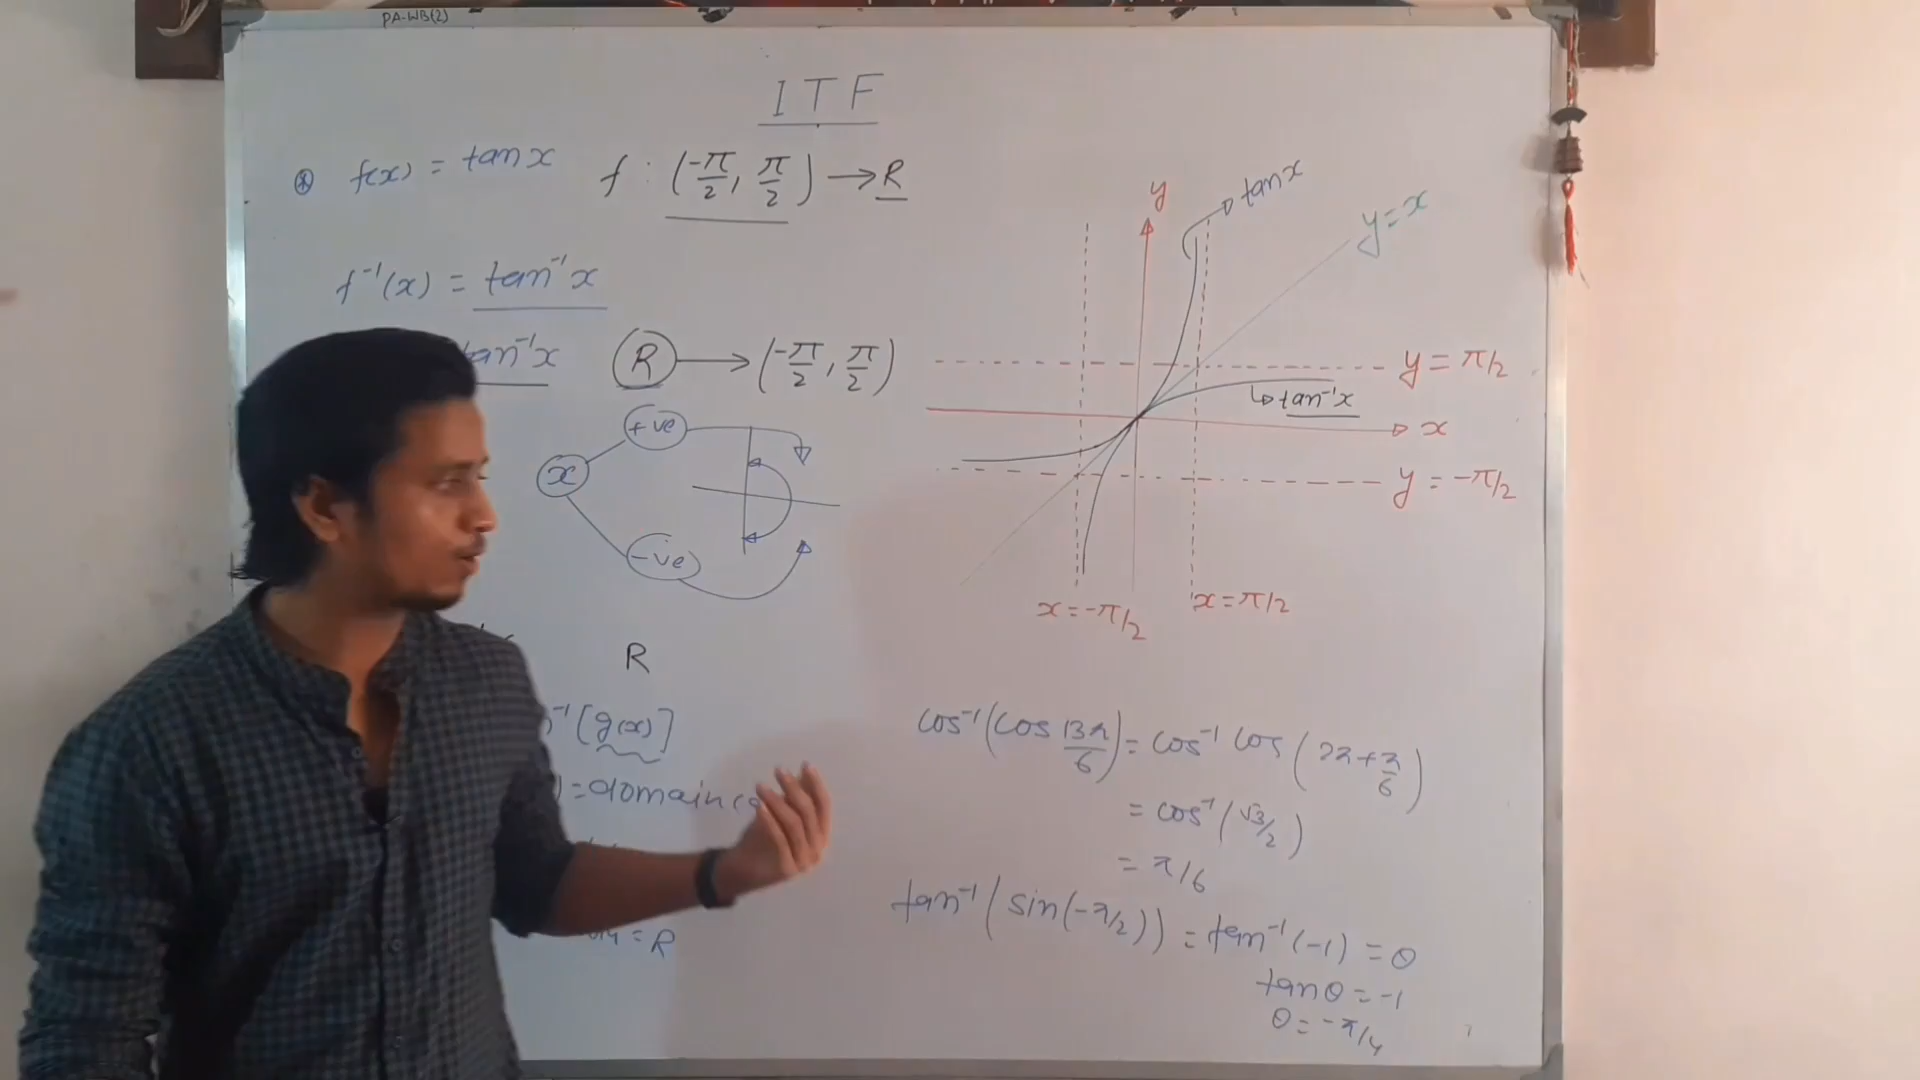 PA-WB(2)
ITF
⊛ f(x) = tan x f : (-π/2, π/2) → R
f⁻¹(x) = tan⁻¹x
tan⁻¹x R → (-π/2, π/2)
+ve
x
-ve
R
⁻¹[g(x)]
) = domain
= R
y
tan x
y = x
y = π/2
tan⁻¹x
x
y = -π/2
x = -π/2
x = π/2
cos⁻¹(cos 13π/6) = cos⁻¹ cos (2π + π/6)
= cos⁻¹(√3/2)
= π/6
tan⁻¹(sin(-π/2)) = tan⁻¹(-1) = θ
tan θ = -1
θ = -π/4